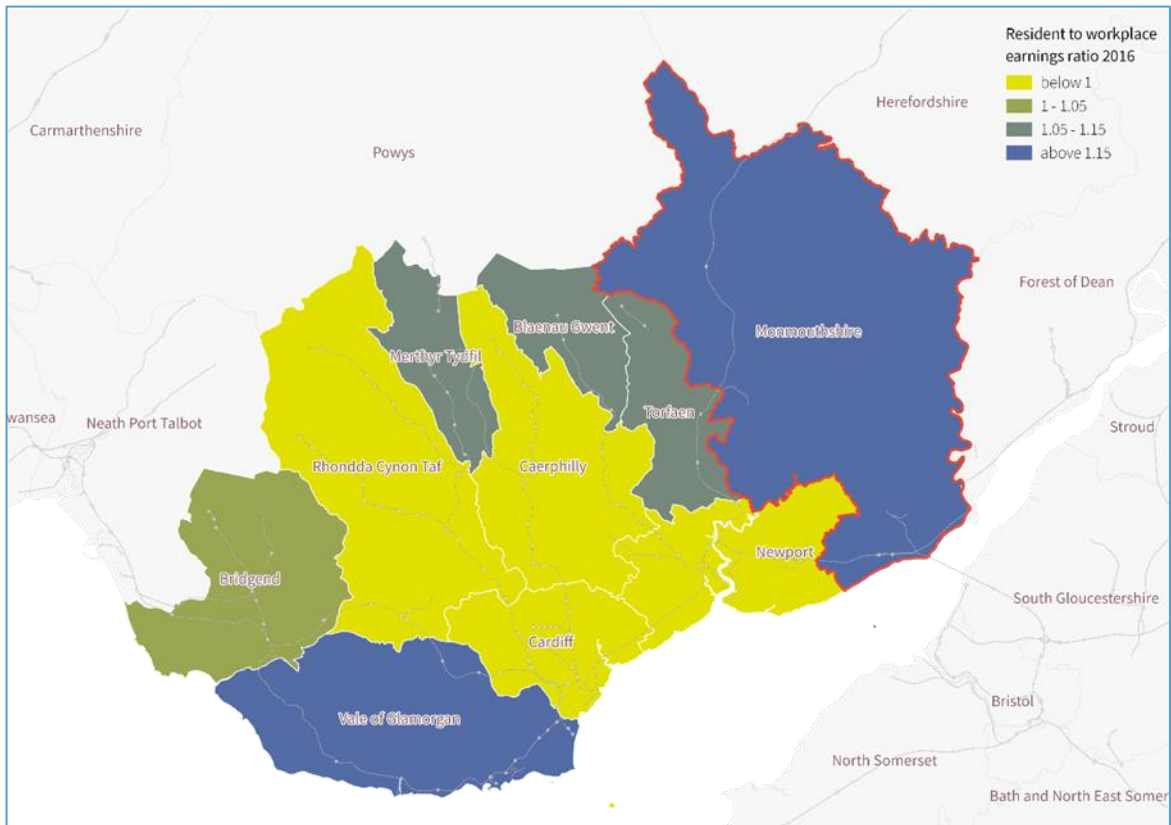 Resident to workplace
earnings ratio 2016
below 1
1 - 1.05
1.05 - 1.15
above 1.15
Herefordshire
Carmarthenshire
Powys
Forest of Dean
Blaenau Gwent
Monmouthshire
Merthyr Tydfil
Torfaen
wansea
Neath Port Talbot
Stroud
Rhondda Cynon Taf
Caerphilly
Newport
Bridgend
South Gloucestershire
Cardiff
Bristol
Vale of Glamorgan
North Somerset
Bath and North East Somer